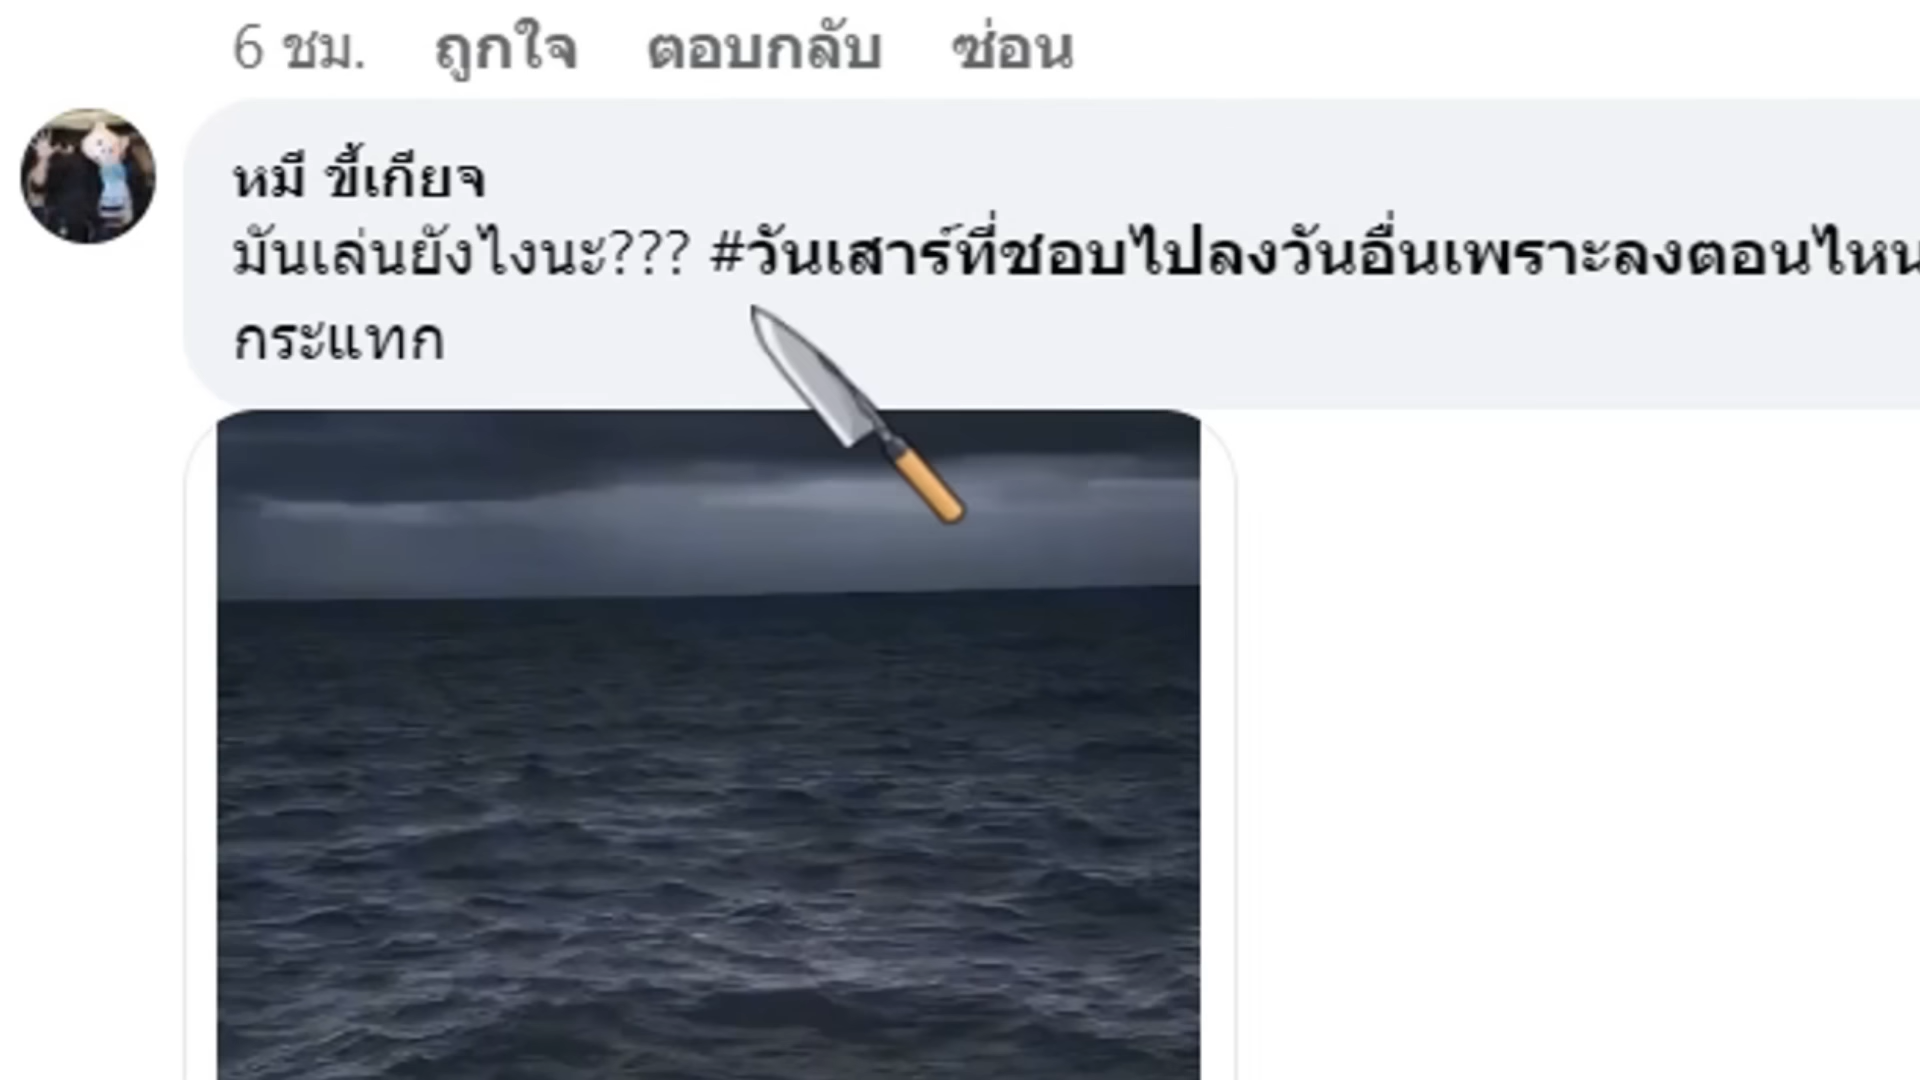 6 ชม. ถูกใจ ตอบกลับ ซ่อน
หมี ขี้เกียจ
มันเล่นยังไงนะ??? #วันเสาร์ที่ชอบไปลงวันอื่นเพราะลงตอนไหน
กระแทก